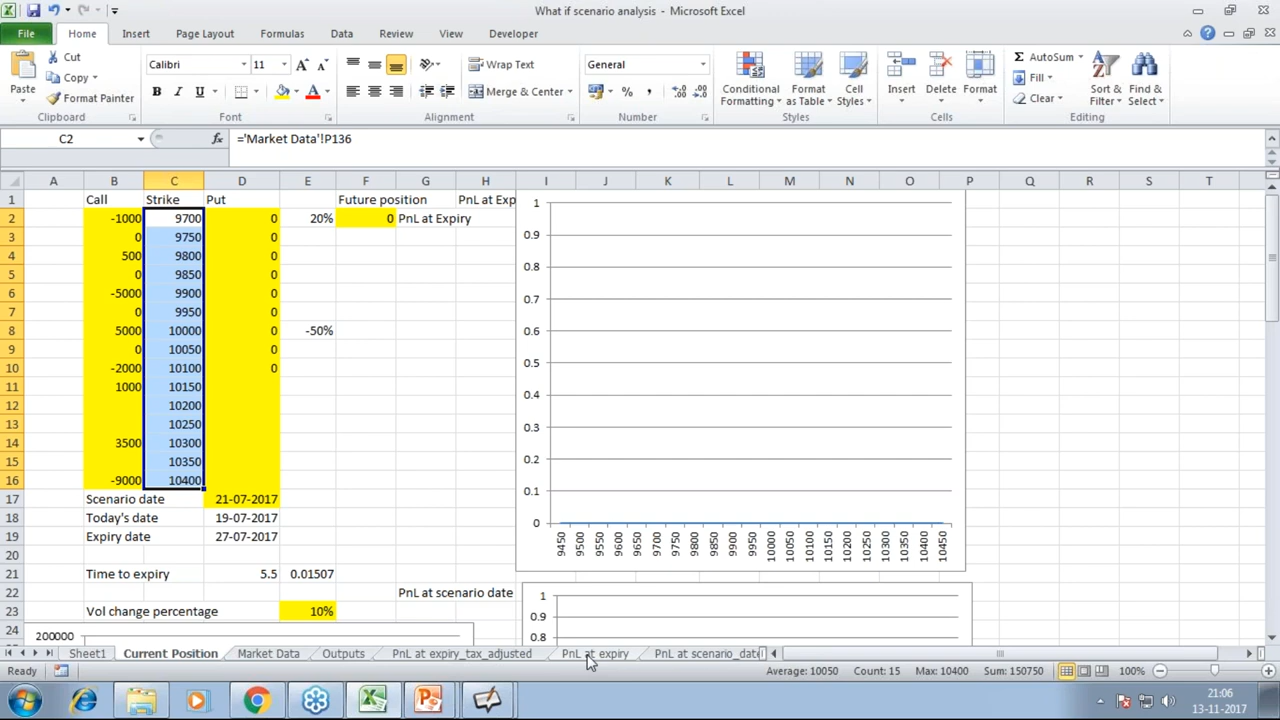 What if scenario analysis - Microsoft Excel
File Home Insert Page Layout Formulas Data Review View Developer
Cut
Copy
Format Painter
Paste
Clipboard
Calibri 11
B I U
Font
Wrap Text
Merge & Center
Alignment
General
Number
Conditional Formatting
Format as Table
Cell Styles
Styles
Insert Delete Format
Cells
AutoSum
Fill
Clear
Sort & Filter
Find & Select
Editing
C2 fx ='Market Data'!P136
A B C D E F G H I J K L M N O P Q R S T
1 Call Strike Put Future position PnL at Exp
2 -1000 9700 0 20% 0 PnL at Expiry
3 0 9750 0
4 500 9800 0
5 0 9850 0
6 -5000 9900 0
7 0 9950 0
8 5000 10000 0 -50%
9 0 10050 0
10 -2000 10100 0
11 1000 10150
12 10200
13 10250
14 3500 10300
15 10350
16 -9000 10400
17 Scenario date 21-07-2017
18 Today's date 19-07-2017
19 Expiry date 27-07-2017
20
21 Time to expiry 5.5 0.01507
22 PnL at scenario date
23 Vol change percentage 10%
24 200000
1
0.9
0.8
0.7
0.6
0.5
0.4
0.3
0.2
0.1
0
9450 9500 9550 9600 9650 9700 9750 9800 9850 9900 9950 10000 10050 10100 10150 10200 10250 10300 10350 10400 10450
1
0.9
0.8
Sheet1 Current Position Market Data Outputs PnL at expiry_tax_adjusted PnL at expiry PnL at scenario_date
Ready Average: 10050 Count: 15 Max: 10400 Sum: 150750 100%
21:06
13-11-2017